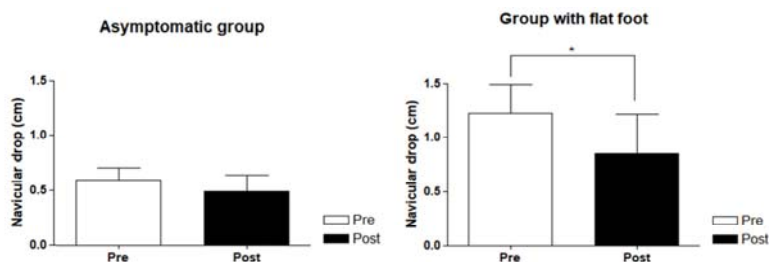 Asymptomatic group
Navicular drop (cm)
1.5
1.0
0.5
0.0
Pre
Post
Pre
Post
Group with flat foot
*
Navicular drop (cm)
1.5
1.0
0.5
0.0
Pre
Post
Pre
Post